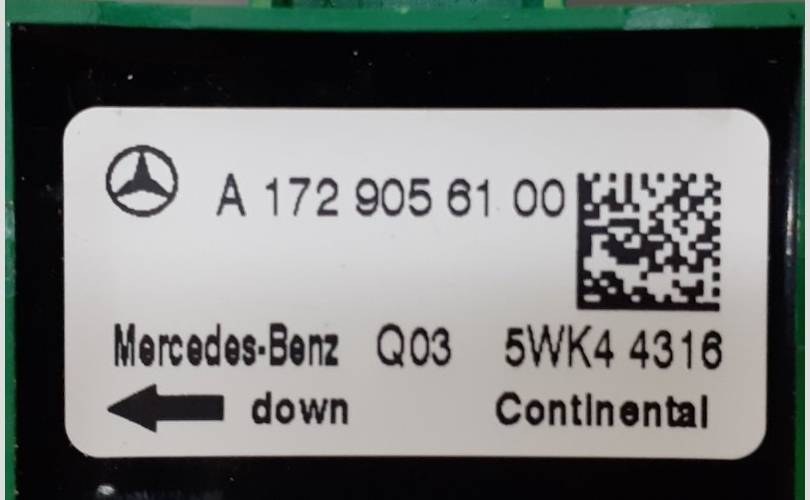 A 172 905 61 00
Mercedes-Benz Q03 5WK4 4316
down Continental